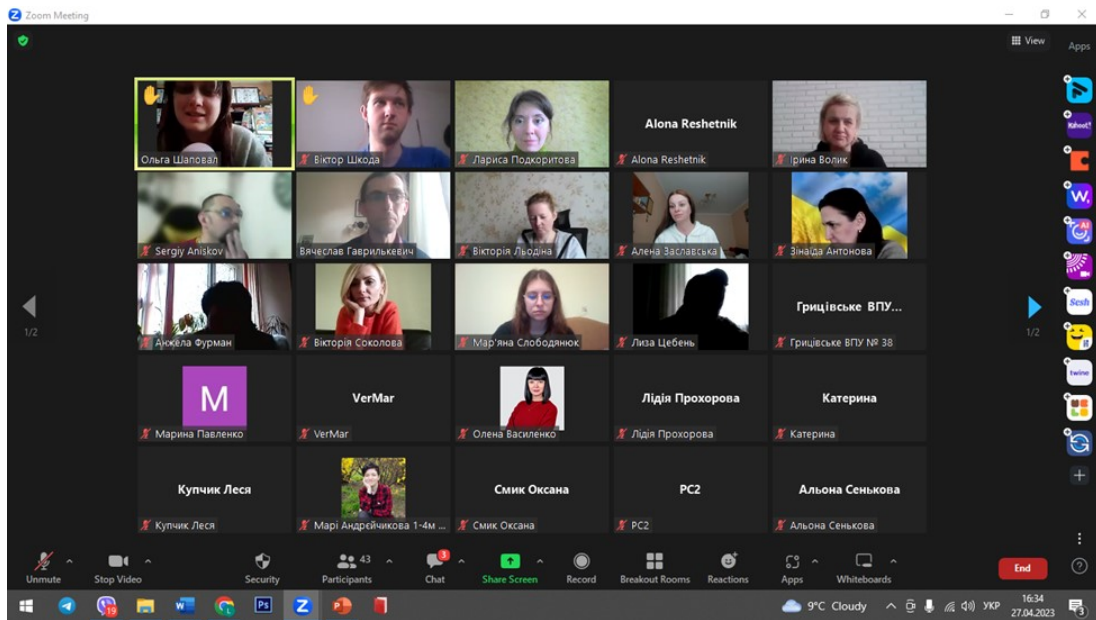 Zoom Meeting
View
Apps
Ольга Шаповал
Віктор Шкода
Лариса Подкоритова
Alona Reshetnik
Alona Reshetnik
Ірина Волик
Sergiy Aniskov
Вячеслав Гаврилькевич
Вікторія Льодіна
Алена Заславська
Зінаїда Антонова
Анжела Фурман
Вікторія Соколова
Мар'яна Слободянюк
Лиза Цебень
Грицівське ВПУ...
Грицівське ВПУ № 38
1/2
1/2
M
Марина Павленко
VerMar
VerMar
Олена Василенко
Лідія Прохорова
Лідія Прохорова
Катерина
Катерина
Купчик Леся
Купчик Леся
Марі Андрєйчикова 1-4м ...
Смик Оксана
Смик Оксана
PC2
PC2
Альона Сенькова
Альона Сенькова
Kahoot!
W.
AI
Sesh
twine
Unmute
Stop Video
Security
43
Participants
3
Chat
Share Screen
Record
Breakout Rooms
Reactions
Apps
Whiteboards
End
19
Ps
9°C Cloudy
УКР
16:34
27.04.2023
3